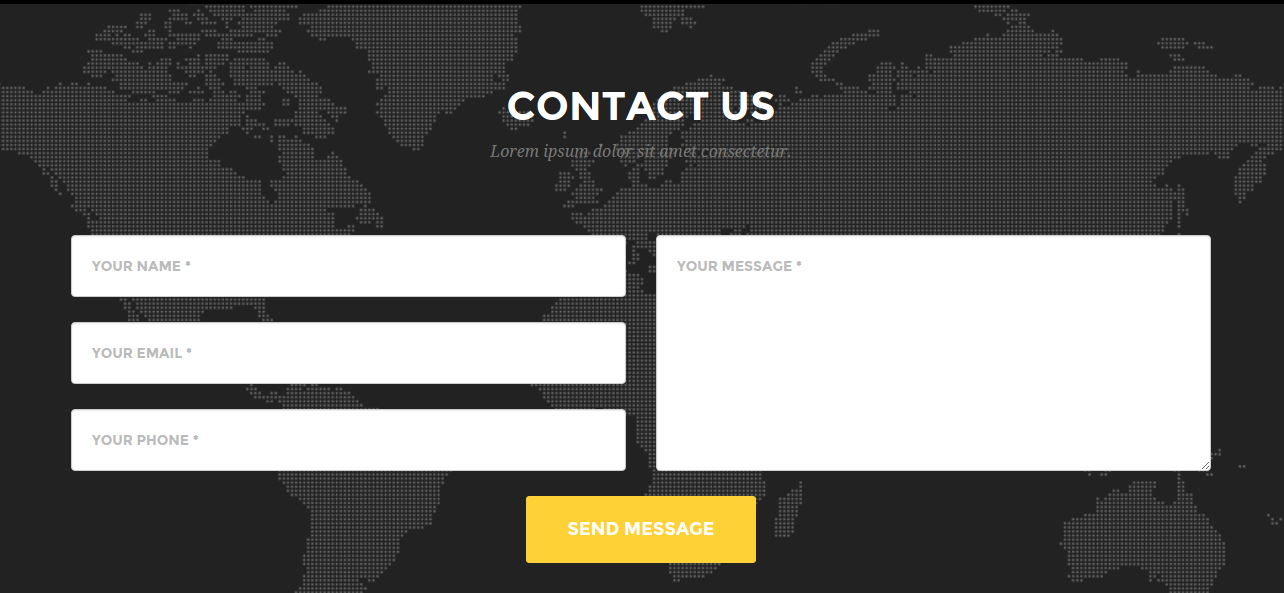 CONTACT US
Lorem ipsum dolor sit amet consectetur.
YOUR NAME *
YOUR EMAIL *
YOUR PHONE *
YOUR MESSAGE *
SEND MESSAGE